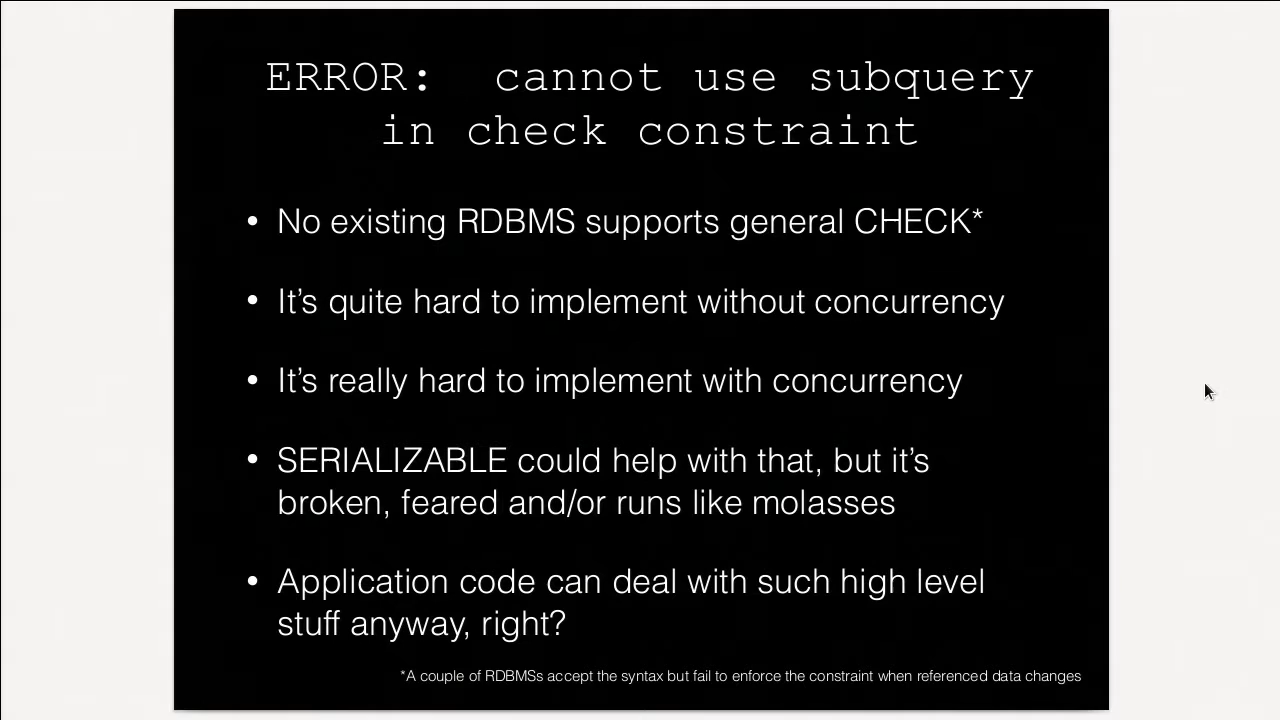 ERROR:  cannot use subquery
in check constraint
• No existing RDBMS supports general CHECK*
• It’s quite hard to implement without concurrency
• It’s really hard to implement with concurrency
• SERIALIZABLE could help with that, but it’s
broken, feared and/or runs like molasses
• Application code can deal with such high level
stuff anyway, right?
*A couple of RDBMSs accept the syntax but fail to enforce the constraint when referenced data changes